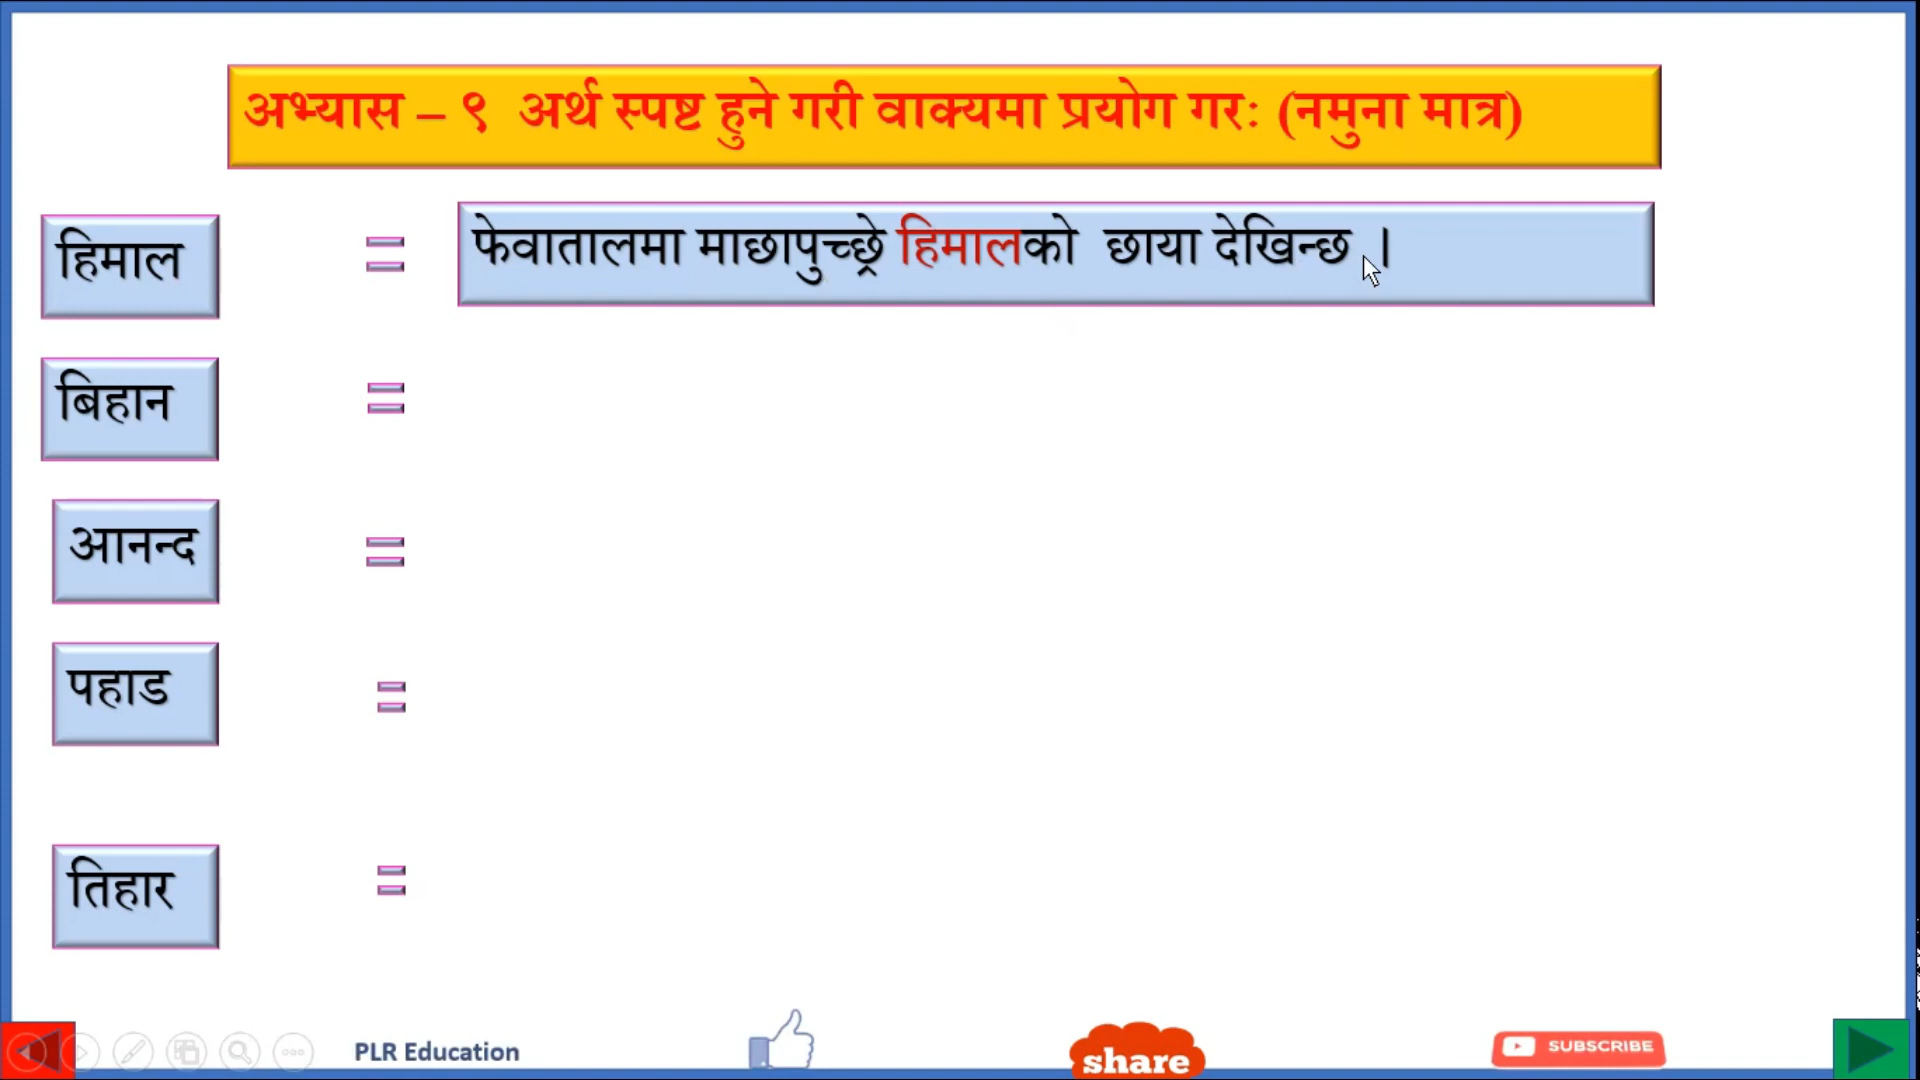 अभ्यास – ९ अर्थ स्पष्ट हुने गरी वाक्यमा प्रयोग गरः (नमुना मात्र)
हिमाल = फेवातालमा माछापुच्छ्रे हिमालको छाया देखिन्छ ।
बिहान =
आनन्द =
पहाड =
तिहार =
PLR Education
share
SUBSCRIBE